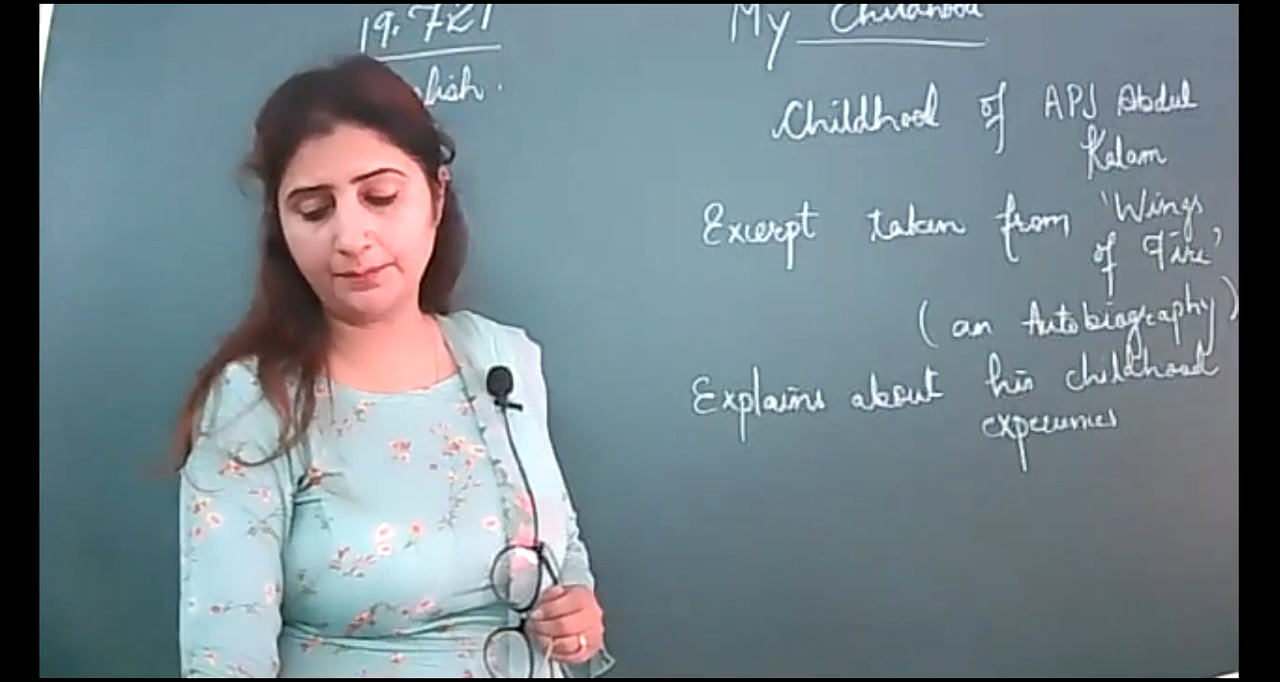 19.7.21
lish.
My Childhood
Childhood of APJ Abdul
Kalam
Excerpt taken from 'Wings
of Fire'
(an Autobiography)
Explains about his childhood
experiences